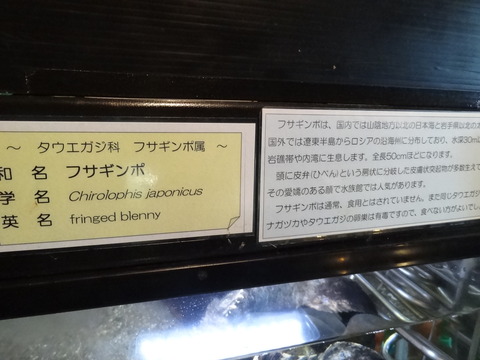 ～ タウエガジ科 フサギンポ属 ～
和 名 フサギンポ
学 名 Chirolophis japonicus
英 名 fringed blenny
フサギンポは、国内では山陰地方以北の日本海と岩手県以北の太
国外では遼東半島からロシアの沿海州に分布しており、水深30m以
岩礁帯や内湾に生息します。全長50cmほどになります。
頭に皮弁(ひべん)という房状に分岐した皮膚状突起物が多数生えて
その愛嬌のある顔で水族館では人気があります。
フサギンポは通常、食用とはされていません。また同じタウエガジ
ナガヅカやタウエガジの卵巣は有毒ですので、食べない方がよいでし